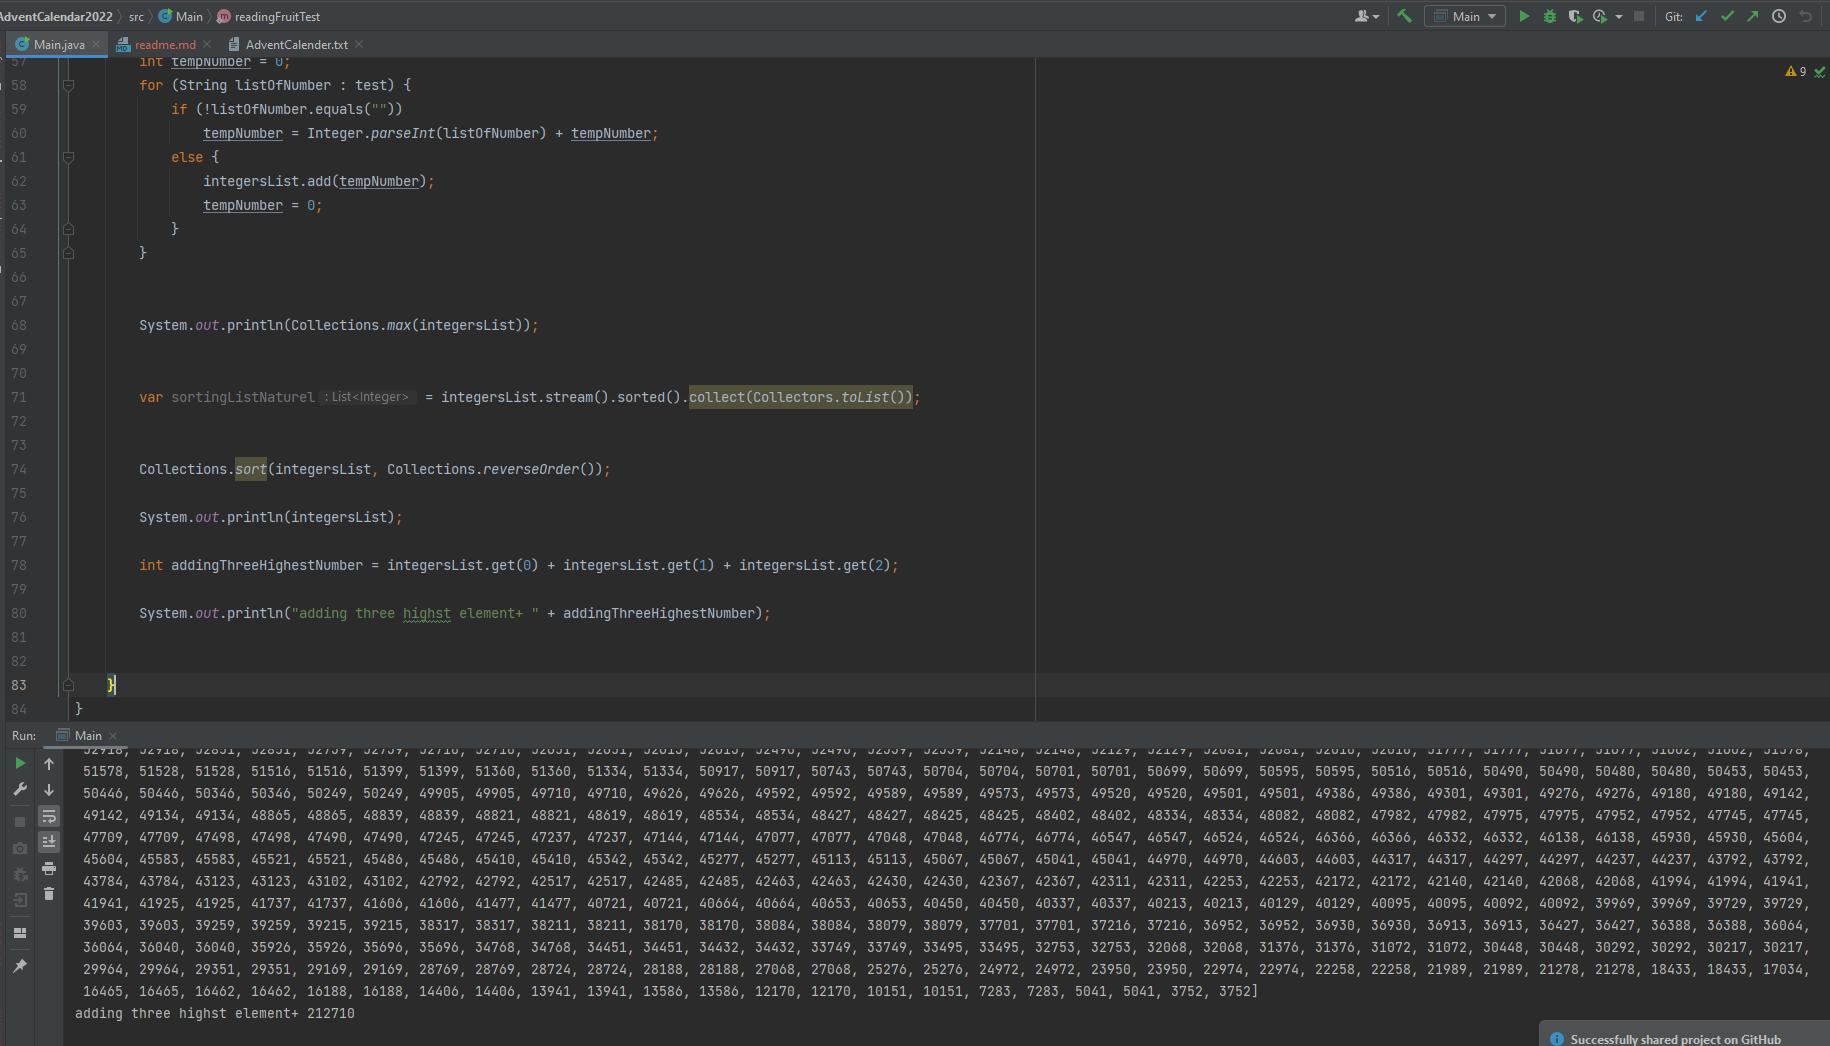 AdventCalendar2022 src Main readingFruitTest Main Git:
Main.java readme.md AdventCalender.txt
57 int tempNumber = 0;
58 for (String listOfNumber : test) { 9
59 if (!listOfNumber.equals(""))
60 tempNumber = Integer.parseInt(listOfNumber) + tempNumber;
61 else {
62 integersList.add(tempNumber);
63 tempNumber = 0;
64 }
65 }
66
67
68 System.out.println(Collections.max(integersList));
69
70
71 var sortingListNaturel : List<Integer> = integersList.stream().sorted().collect(Collectors.toList());
72
73
74 Collections.sort(integersList, Collections.reverseOrder());
75
76 System.out.println(integersList);
77
78 int addingThreeHighestNumber = integersList.get(0) + integersList.get(1) + integersList.get(2);
79
80 System.out.println("adding three highst element+ " + addingThreeHighestNumber);
81
82
83 }
84 }
Run: Main
51578, 51528, 51528, 51516, 51516, 51399, 51399, 51360, 51360, 51334, 51334, 50917, 50917, 50743, 50743, 50704, 50704, 50701, 50701, 50699, 50699, 50595, 50595, 50516, 50516, 50490, 50490, 50480, 50480, 50453, 50453,
50446, 50446, 50346, 50346, 50249, 50249, 49905, 49905, 49710, 49710, 49626, 49626, 49592, 49592, 49589, 49589, 49573, 49573, 49520, 49520, 49501, 49501, 49386, 49386, 49301, 49301, 49276, 49276, 49180, 49180, 49142,
49142, 49134, 49134, 48865, 48865, 48839, 48839, 48821, 48821, 48619, 48619, 48534, 48534, 48427, 48427, 48425, 48425, 48402, 48402, 48334, 48334, 48082, 48082, 47982, 47982, 47975, 47975, 47952, 47952, 47745, 47745,
47709, 47709, 47498, 47498, 47490, 47490, 47245, 47245, 47237, 47237, 47144, 47144, 47077, 47077, 47048, 47048, 46774, 46774, 46547, 46547, 46524, 46524, 46366, 46366, 46332, 46332, 46138, 46138, 45930, 45930, 45604,
45604, 45583, 45583, 45521, 45521, 45486, 45486, 45410, 45410, 45342, 45342, 45277, 45277, 45113, 45113, 45067, 45067, 45041, 45041, 44970, 44970, 44603, 44603, 44317, 44317, 44297, 44297, 44237, 44237, 43792, 43792,
43784, 43784, 43123, 43123, 43102, 43102, 42792, 42792, 42517, 42517, 42485, 42485, 42463, 42463, 42430, 42430, 42367, 42367, 42311, 42311, 42253, 42253, 42172, 42172, 42140, 42140, 42068, 42068, 41994, 41994, 41941,
41941, 41925, 41925, 41737, 41737, 41606, 41606, 41477, 41477, 40721, 40721, 40664, 40664, 40653, 40653, 40450, 40450, 40337, 40337, 40213, 40213, 40129, 40129, 40095, 40095, 40092, 40092, 39969, 39969, 39729, 39729,
39603, 39603, 39259, 39259, 39215, 39215, 38317, 38317, 38211, 38211, 38170, 38170, 38084, 38084, 38079, 38079, 37701, 37701, 37216, 37216, 36952, 36952, 36930, 36930, 36913, 36913, 36427, 36427, 36388, 36388, 36064,
36064, 36040, 36040, 35926, 35926, 35696, 35696, 34768, 34768, 34451, 34451, 34432, 34432, 33749, 33749, 33495, 33495, 32753, 32753, 32068, 32068, 31376, 31376, 31072, 31072, 30448, 30448, 30292, 30292, 30217, 30217,
29964, 29964, 29351, 29351, 29169, 29169, 28769, 28769, 28724, 28724, 28188, 28188, 27068, 27068, 25276, 25276, 24972, 24972, 23950, 23950, 22974, 22974, 22258, 22258, 21989, 21989, 21278, 21278, 18433, 18433, 17034,
16465, 16465, 16462, 16462, 16188, 16188, 14406, 14406, 13941, 13941, 13586, 13586, 12170, 12170, 10151, 10151, 7283, 7283, 5041, 5041, 3752, 3752]
adding three highst element+ 212710
Successfully shared project on GitHub